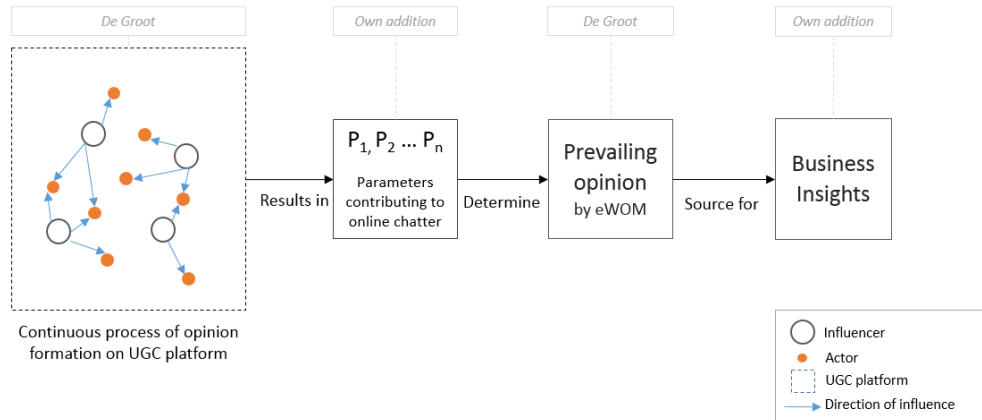 De Groot
Own addition
De Groot
Own addition
P1, P2 ... Pn
Parameters
contributing to
online chatter
Prevailing
opinion
by eWOM
Business
Insights
Results in
Determine
Source for
Continuous process of opinion
formation on UGC platform
Influencer
Actor
UGC platform
Direction of influence